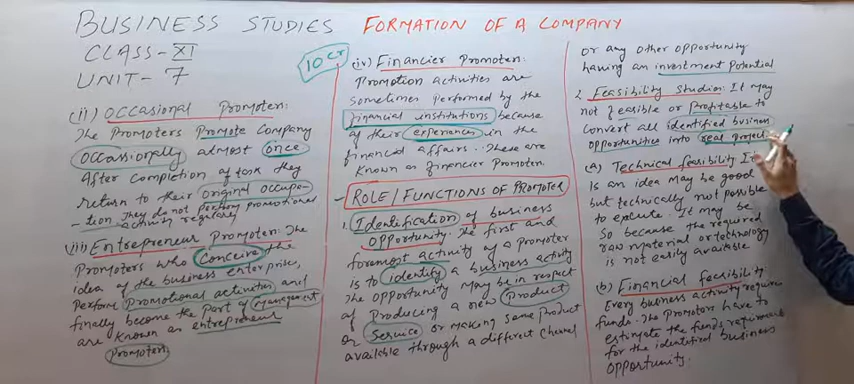 BUSINESS STUDIES FORMATION OF A COMPANY
CLASS-XI
UNIT-7
(ii) OCCASIONAL Promoter:
The Promoters Promote Company
OCCASSIONALLY almost once
After completion of task they
return to their original occupa-
-tion They do not perform promotional
activity regularly
(iii) Entrepreneur Promoter: The
Promoters who Conceive the
idea of the business enterprise,
Perform Promotional activities and
finally become the Part of Management
are known as entrepreneur
Promoter
10 Cr
(iv) Financier Promoter:
Promotion activities are
sometimes performed by the
financial institutions because
of their experiences in the
financial affairs. These are
known as financier Promoter.
ROLE/FUNCTIONS OF PROMOTER
1. Identification of business
opportunity: The first and
foremost activity of a promoter
is to identify a business activity
The opportunity may be in respect
of Producing a new Product
or Service or making same Product
available through a different channel
or any other opportunity
having an investment potential
2. Feasibility Studies: It may
not feasible or Profitable to
convert all identified business
opportunities into real project
(a) Technical feasibility It
is an idea may be good
but technically not possible
to execute. It may be
so because the required
raw material or technology
is not easily available
(b) Financial feasibility
Every business activity require
funds. The Promoters have to
estimate the funds requirement
for the identified business
opportunity.